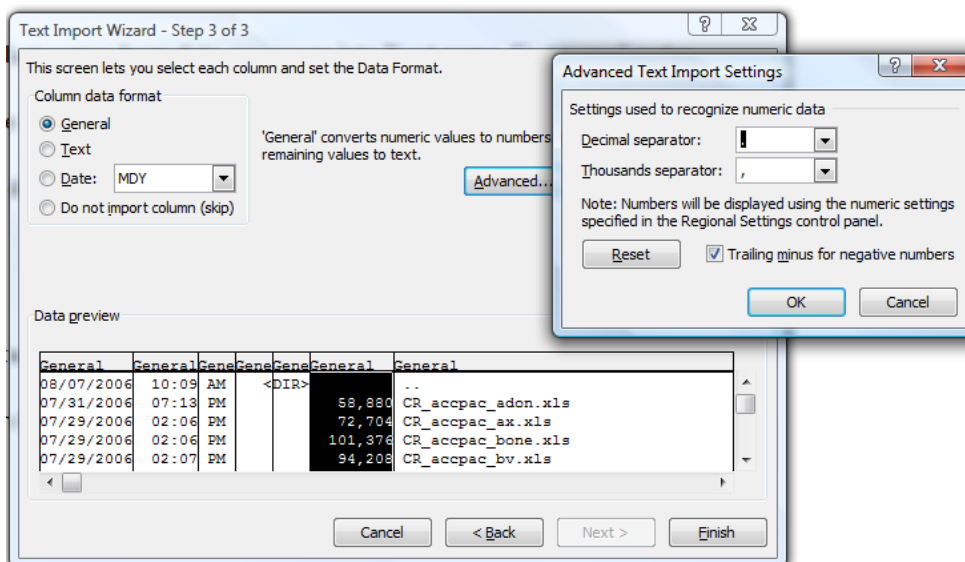 Text Import Wizard - Step 3 of 3
This screen lets you select each column and set the Data Format.
Column data format
General
Text
Date: MDY
Do not import column (skip)
'General' converts numeric values to numbers
remaining values to text.
Advanced...
Advanced Text Import Settings
Settings used to recognize numeric data
Decimal separator: .
Thousands separator: ,
Note: Numbers will be displayed using the numeric settings
specified in the Regional Settings control panel.
Reset
Trailing minus for negative numbers
OK Cancel
Data preview
General General Gene Gene Gene General General
08/07/2006 10:09 AM <DIR> ..
07/31/2006 07:13 PM 58,880 CR_accpac_adon.xls
07/29/2006 02:06 PM 72,704 CR_accpac_ax.xls
07/29/2006 02:06 PM 101,376 CR_accpac_bone.xls
07/29/2006 02:07 PM 94,208 CR_accpac_bv.xls
Cancel < Back Next > Finish